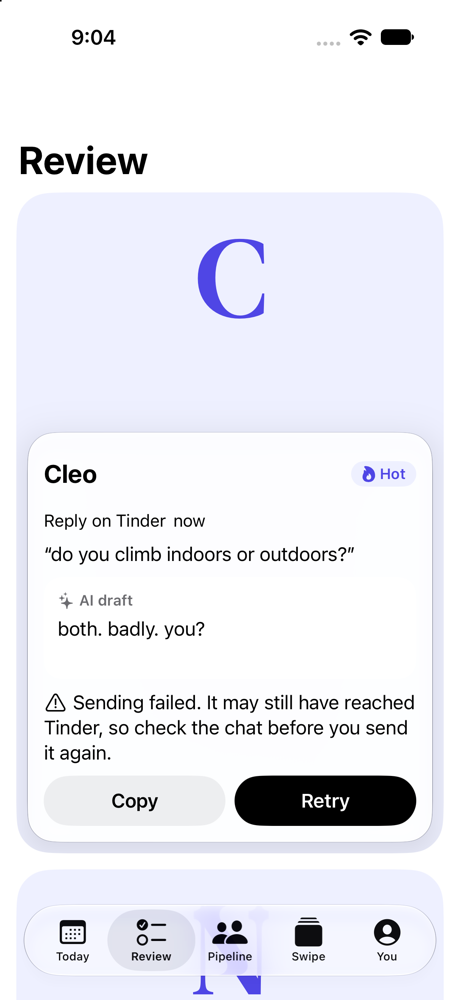 9:04
Review
C
Cleo
Hot
Reply on Tinder now
“do you climb indoors or outdoors?”
AI draft
both. badly. you?
Sending failed. It may still have reached
Tinder, so check the chat before you send
it again.
Copy
Retry
N
Today
Review
Pipeline
Swipe
You